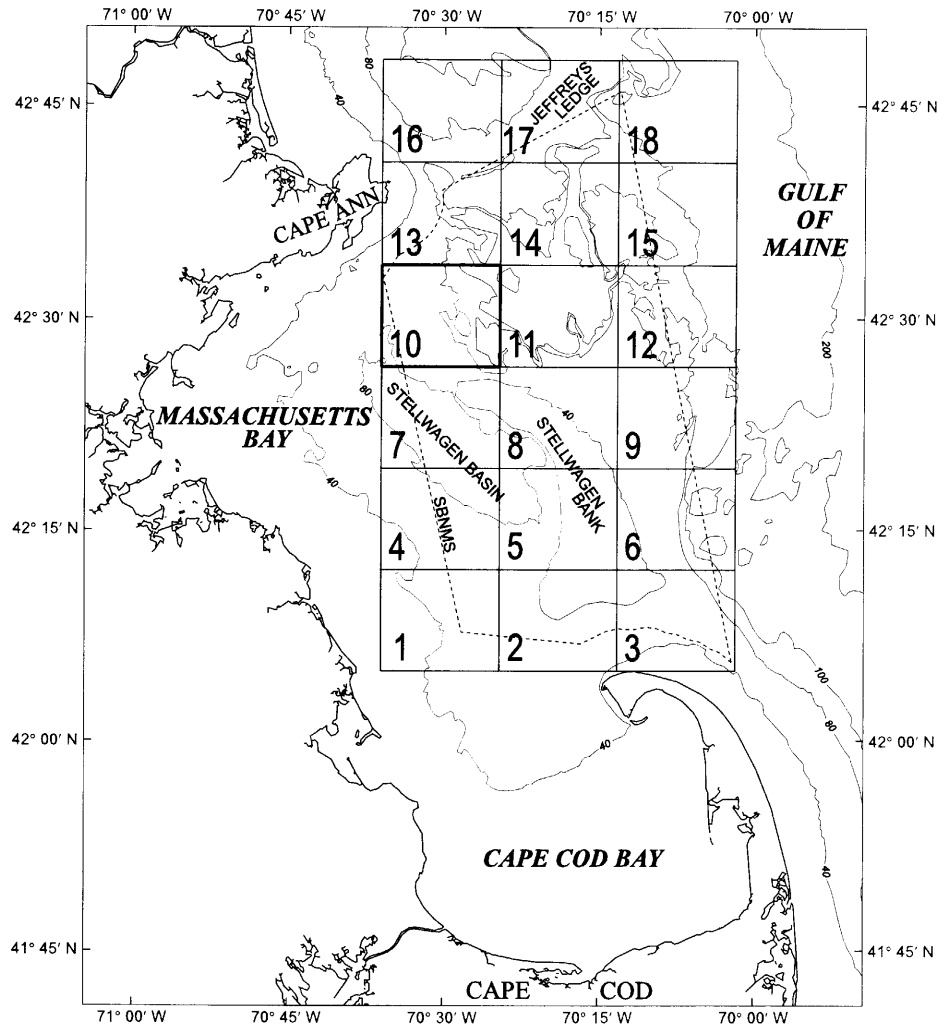 71° 00' W
70° 45' W
70° 30' W
70° 15' W
70° 00' W
42° 45' N
42° 45' N
80
40
JEFFREYS
LEDGE
16
17
18
CAPE ANN
GULF
OF
MAINE
13
14
15
42° 30' N
42° 30' N
10
11
12
200
MASSACHUSETTS
BAY
80
STELLWAGEN BASIN
40
STELLWAGEN
BANK
7
8
9
40
42° 15' N
42° 15' N
SBNMS
4
5
6
1
2
3
100
80
42° 00' N
42° 00' N
40
40
CAPE COD BAY
41° 45' N
41° 45' N
CAPE COD
71° 00' W
70° 45' W
70° 30' W
70° 15' W
70° 00' W